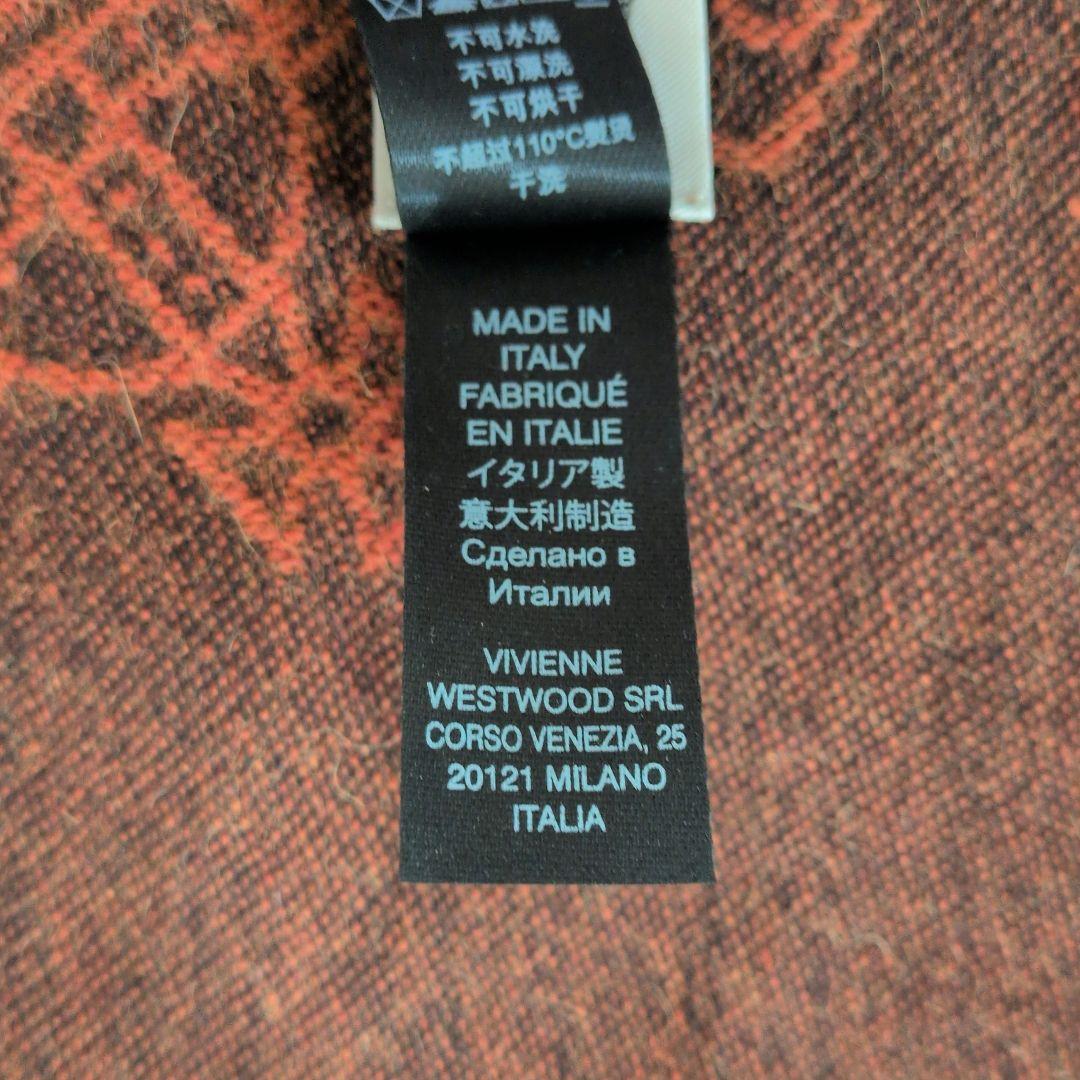 不可水洗
不可漂洗
不可烘干
不超过110°C熨烫
干洗
MADE IN
ITALY
FABRIQUÉ
EN ITALIE
イタリア製
意大利制造
Сделано в
Италии
VIVIENNE
WESTWOOD SRL
CORSO VENEZIA, 25
20121 MILANO
ITALIA